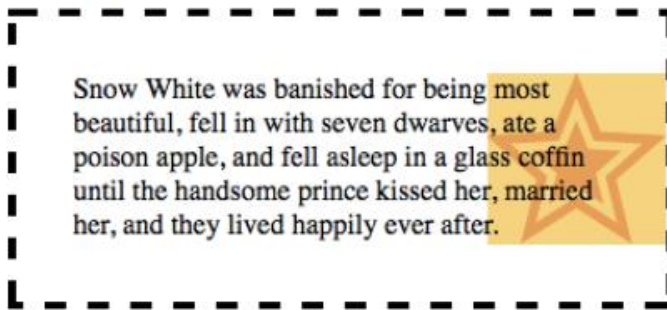 Snow White was banished for being most
beautiful, fell in with seven dwarves, ate a
poison apple, and fell asleep in a glass coffin
until the handsome prince kissed her, married
her, and they lived happily ever after.